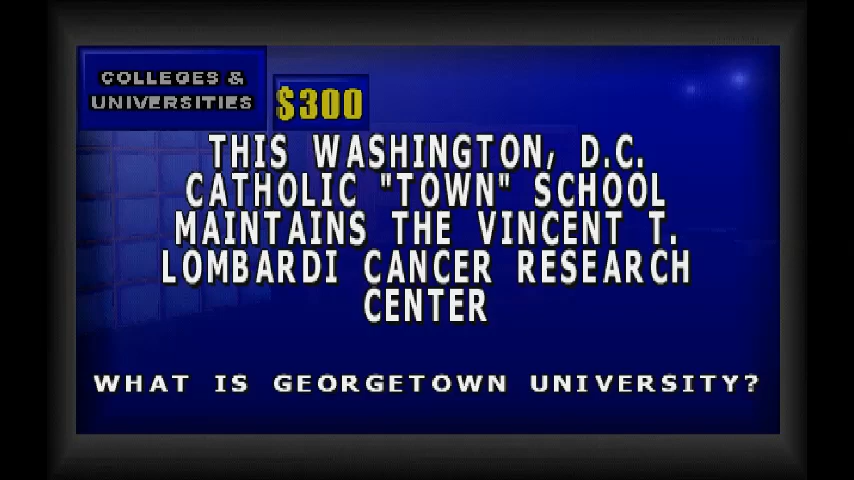 COLLEGES &
UNIVERSITIES
$300
THIS WASHINGTON, D.C.
CATHOLIC "TOWN" SCHOOL
MAINTAINS THE VINCENT T.
LOMBARDI CANCER RESEARCH
CENTER
WHAT IS GEORGETOWN UNIVERSITY?